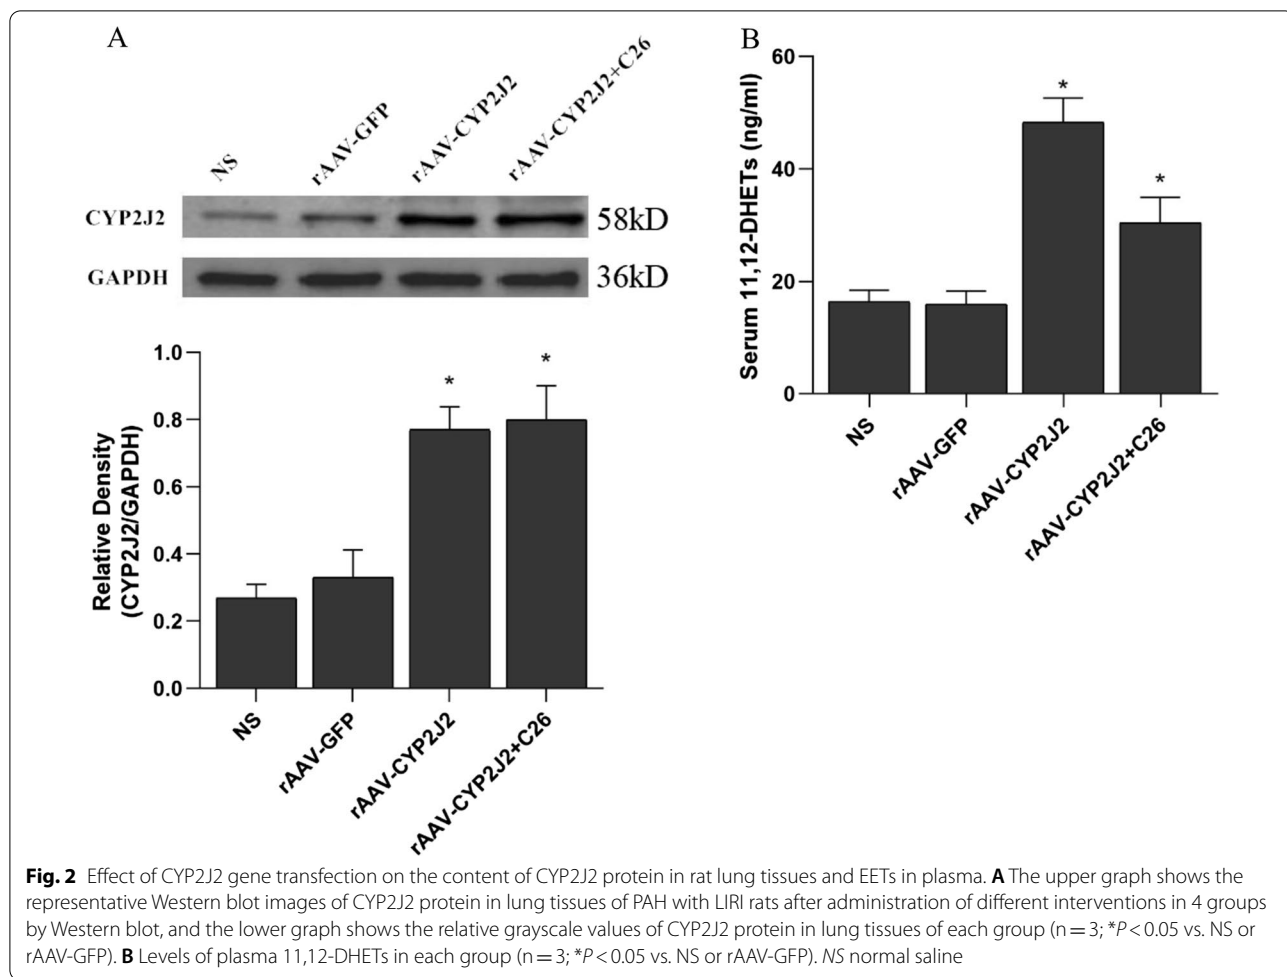 A
NS
rAAV-GFP
rAAV-CYP2J2
rAAV-CYP2J2+C26
CYP2J2
58kD
GAPDH
36kD
Relative Density
(CYP2J2/GAPDH)
1.0
0.8
0.6
0.4
0.2
0.0
*
*
NS
rAAV-GFP
rAAV-CYP2J2
rAAV-CYP2J2+C26
B
Serum 11,12-DHETs (ng/ml)
60
40
20
0
*
*
NS
rAAV-GFP
rAAV-CYP2J2
rAAV-CYP2J2+C26
Fig. 2 Effect of CYP2J2 gene transfection on the content of CYP2J2 protein in rat lung tissues and EETs in plasma. A The upper graph shows the
representative Western blot images of CYP2J2 protein in lung tissues of PAH with LIRI rats after administration of different interventions in 4 groups
by Western blot, and the lower graph shows the relative grayscale values of CYP2J2 protein in lung tissues of each group (n = 3; *P < 0.05 vs. NS or
rAAV-GFP). B Levels of plasma 11,12-DHETs in each group (n = 3; *P < 0.05 vs. NS or rAAV-GFP). NS normal saline